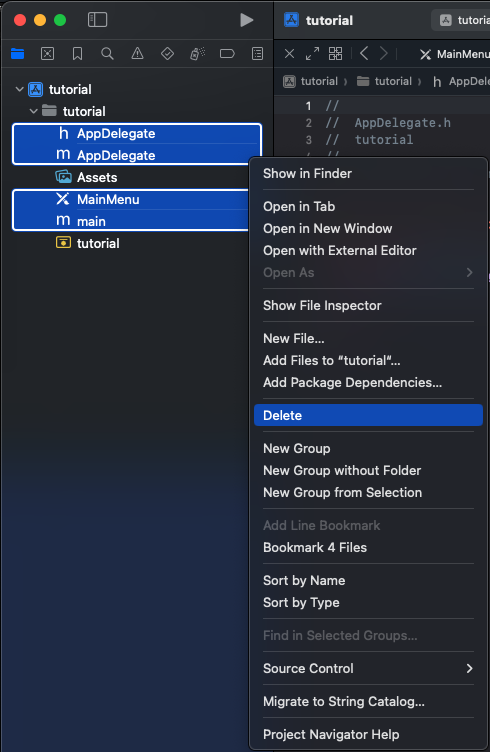 tutorial
tutori
MainMenu
tutorial
tutorial
tutorial
AppDele
tutorial
h AppDelegate
m AppDelegate
Assets
MainMenu
m main
tutorial
1 //
2 // AppDelegate.h
3 // tutorial
4 //
Show in Finder
Open in Tab
Open in New Window
Open with External Editor
Open As
Show File Inspector
New File...
Add Files to “tutorial“...
Add Package Dependencies...
Delete
New Group
New Group without Folder
New Group from Selection
Add Line Bookmark
Bookmark 4 Files
Sort by Name
Sort by Type
Find in Selected Groups...
Source Control
Migrate to String Catalog...
Project Navigator Help